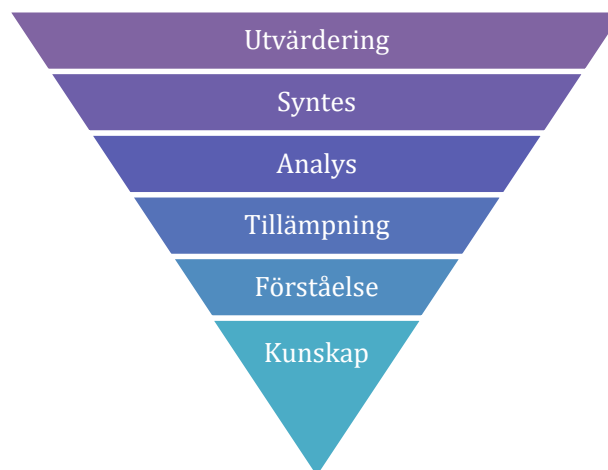 Utvärdering
Syntes
Analys
Tillämpning
Förståelse
Kunskap